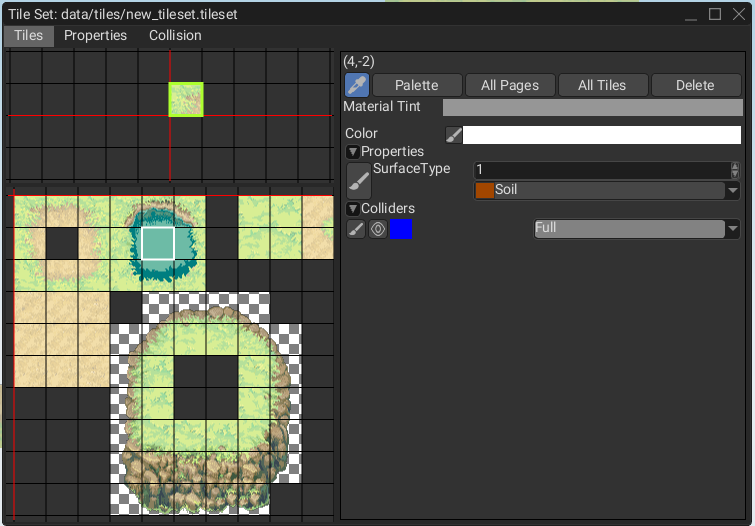 Tile Set: data/tiles/new_tileset.tileset
Tiles Properties Collision
(4,-2)
Palette All Pages All Tiles Delete
Material Tint
Color
Properties
SurfaceType 1
Soil
Colliders
Full